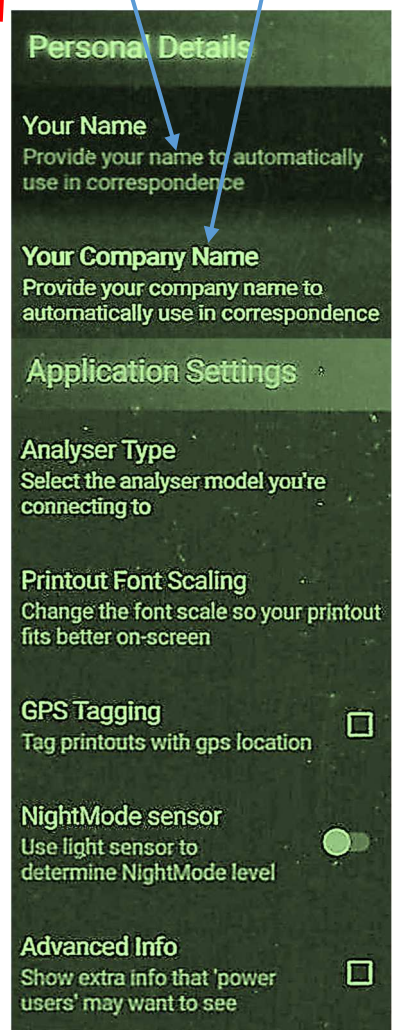 Personal Details
Your Name
Provide your name to automatically
use in correspondence
Your Company Name
Provide your company name to
automatically use in correspondence
Application Settings
Analyser Type
Select the analyser model you're
connecting to
Printout Font Scaling
Change the font scale so your printout
fits better on-screen
GPS Tagging
Tag printouts with gps location
NightMode sensor
Use light sensor to
determine NightMode level
Advanced Info
Show extra info that 'power
users' may want to see